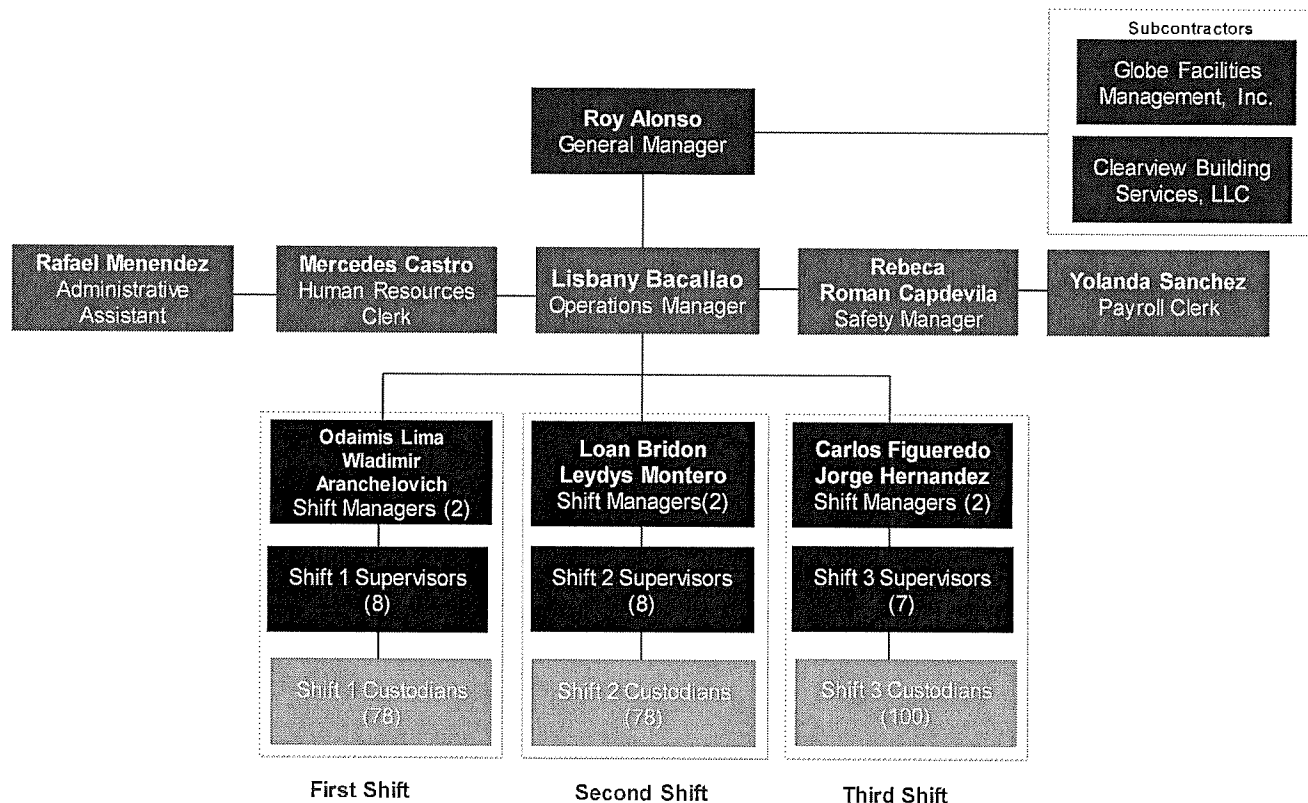 Subcontractors
Globe Facilities
Management, Inc.
Clearview Building
Services, LLC
Roy Alonso
General Manager
Rafael Menendez
Administrative
Assistant
Mercedes Castro
Human Resources
Clerk
Lisbany Bacallao
Operations Manager
Rebeca
Roman Capdevila
Safety Manager
Yolanda Sanchez
Payroll Clerk
Odaimis Lima
Wladimir
Aranchelovich
Shift Managers (2)
Shift 1 Supervisors
(8)
Shift 1 Custodians
(78)
First Shift
Loan Bridon
Leydys Montero
Shift Managers(2)
Shift 2 Supervisors
(8)
Shift 2 Custodians
(78)
Second Shift
Carlos Figueredo
Jorge Hernandez
Shift Managers (2)
Shift 3 Supervisors
(7)
Shift 3 Custodians
(100)
Third Shift